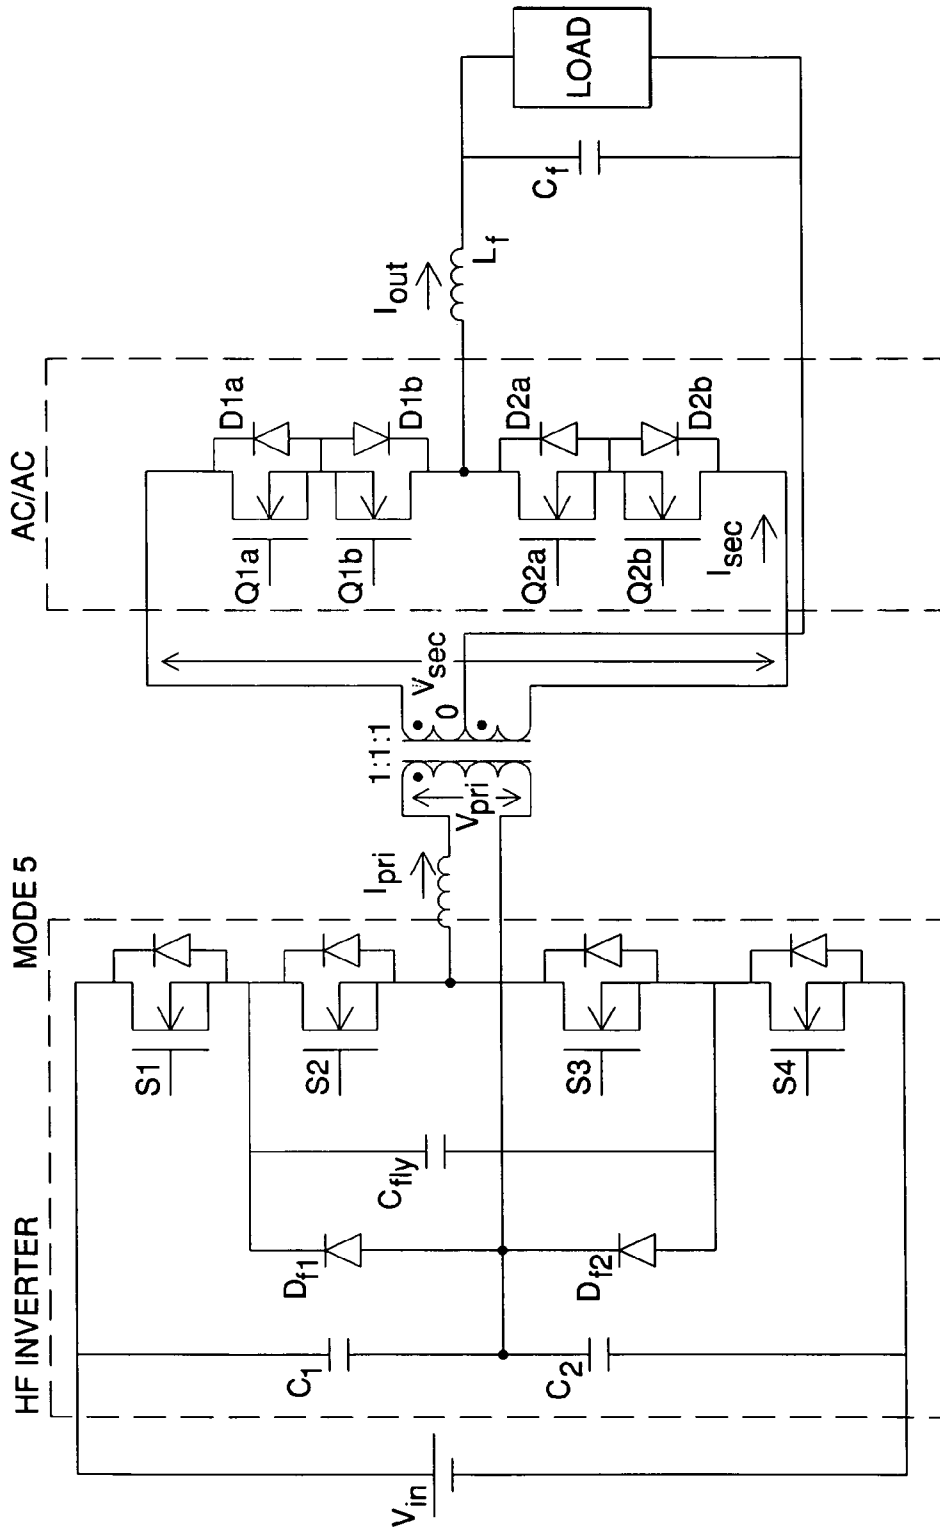 HF INVERTER
MODE 5
AC/AC
V_in
C_1
C_2
D_f1
D_f2
C_fly
S1
S2
S3
S4
I_pri
V_pri
1:1:1
0
V_sec
Q1a
Q1b
Q2a
Q2b
I_sec
D1a
D1b
D2a
D2b
I_out
L_f
C_f
LOAD